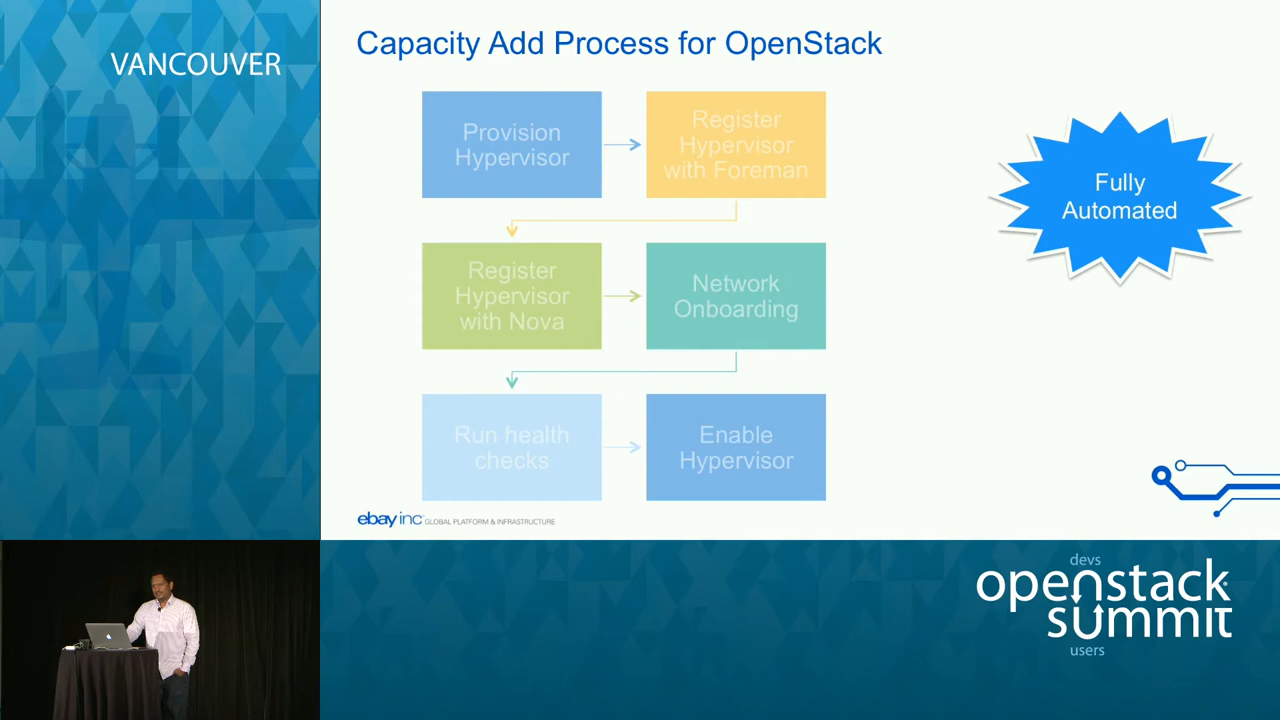 VANCOUVER
Capacity Add Process for OpenStack
Provision
Hypervisor
Register
Hypervisor
with Foreman
Fully
Automated
Register
Hypervisor
with Nova
Network
Onboarding
Run health
checks
Enable
Hypervisor
ebay inc GLOBAL PLATFORM & INFRASTRUCTURE
devs
openstack
summit
users